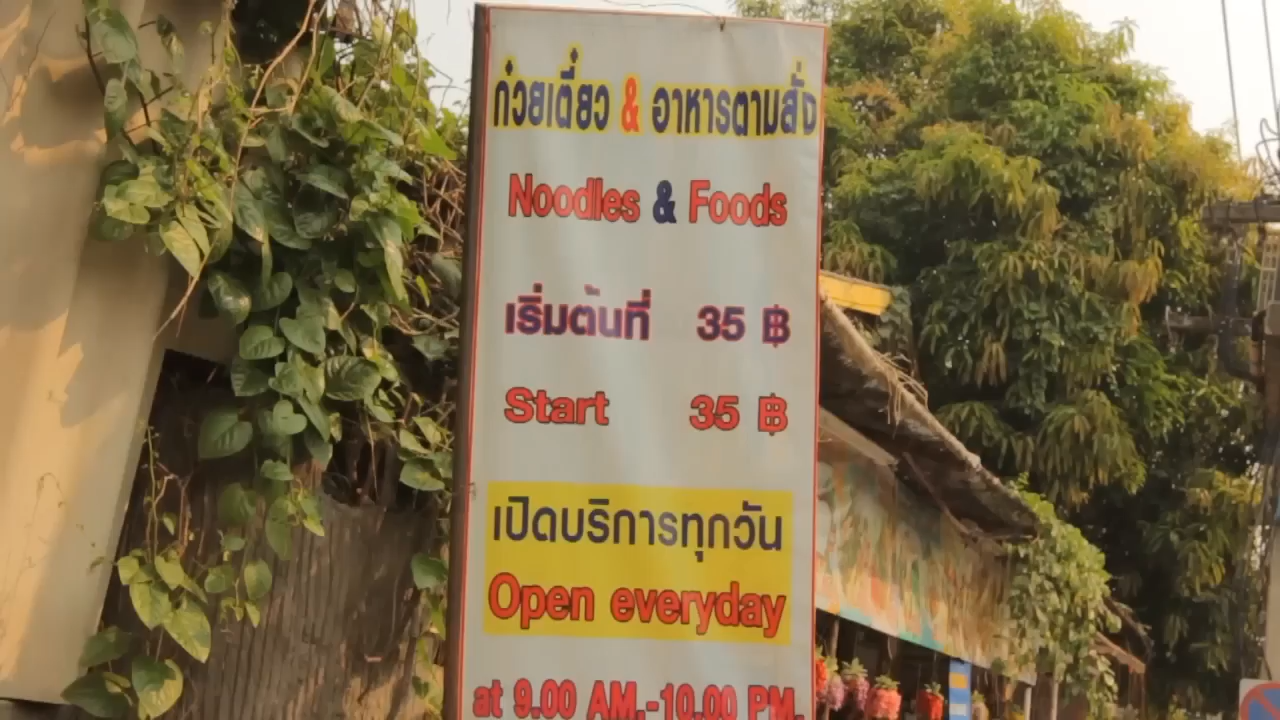 ก๋วยเตี๋ยว & อาหารตามสั่ง
Noodles & Foods
เริ่มต้นที่ 35 ฿
Start 35 ฿
เปิดบริการทุกวัน
Open everyday
at 9.00 AM.-10.00 PM.